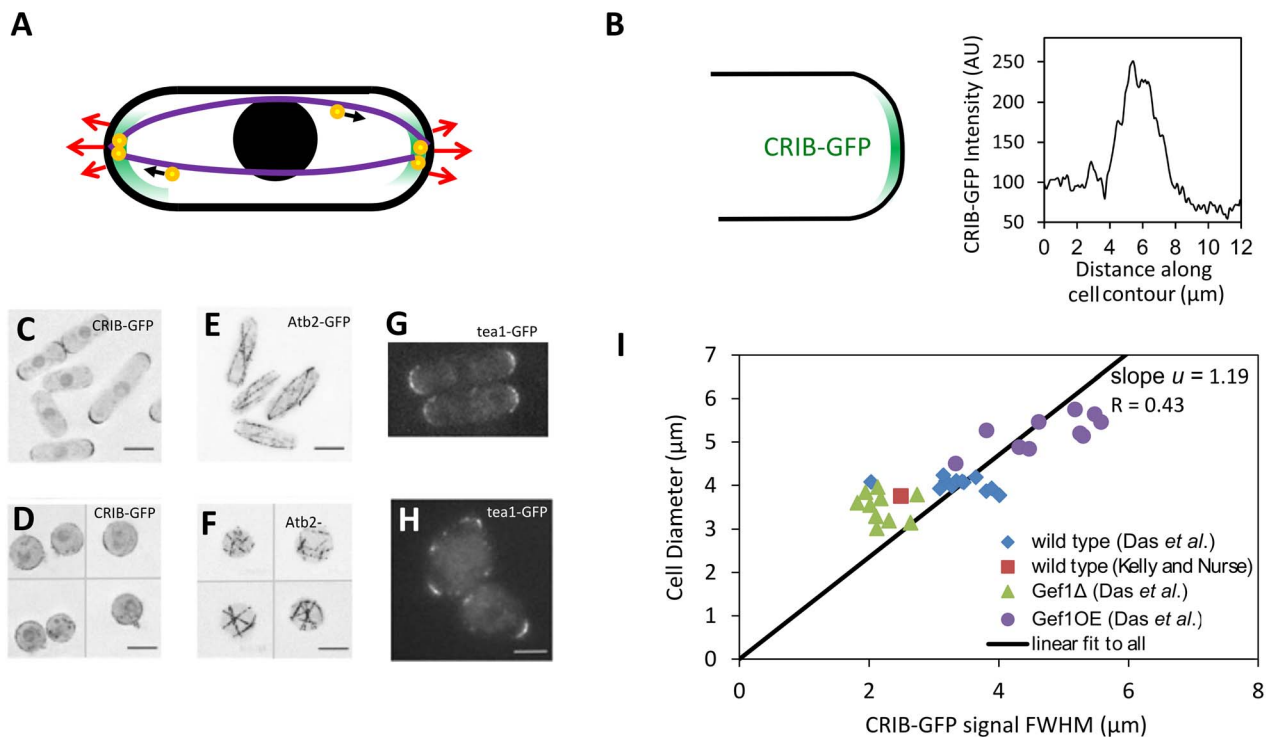 A
B
CRIB-GFP
CRIB-GFP Intensity (AU)
250
200
150
100
50
0 2 4 6 8 10 12
Distance along
cell contour (μm)
C
CRIB-GFP
E
Atb2-GFP
G
tea1-GFP
D
CRIB-GFP
F
Atb2-
H
tea1-GFP
I
Cell Diameter (μm)
7
6
5
4
3
2
1
0
slope u = 1.19
R = 0.43
wild type (Das et al.)
wild type (Kelly and Nurse)
Gef1Δ (Das et al.)
Gef1OE (Das et al.)
linear fit to all
0 2 4 6 8
CRIB-GFP signal FWHM (μm)